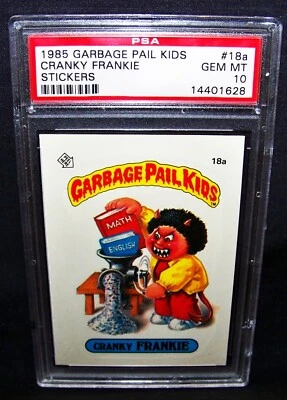 PSA
1985 GARBAGE PAIL KIDS #18a
CRANKY FRANKIE GEM MT
STICKERS 10
14401628
18a
GARBAGE PAIL KIDS
MATH
ENGLISH
CRANKY FRANKIE